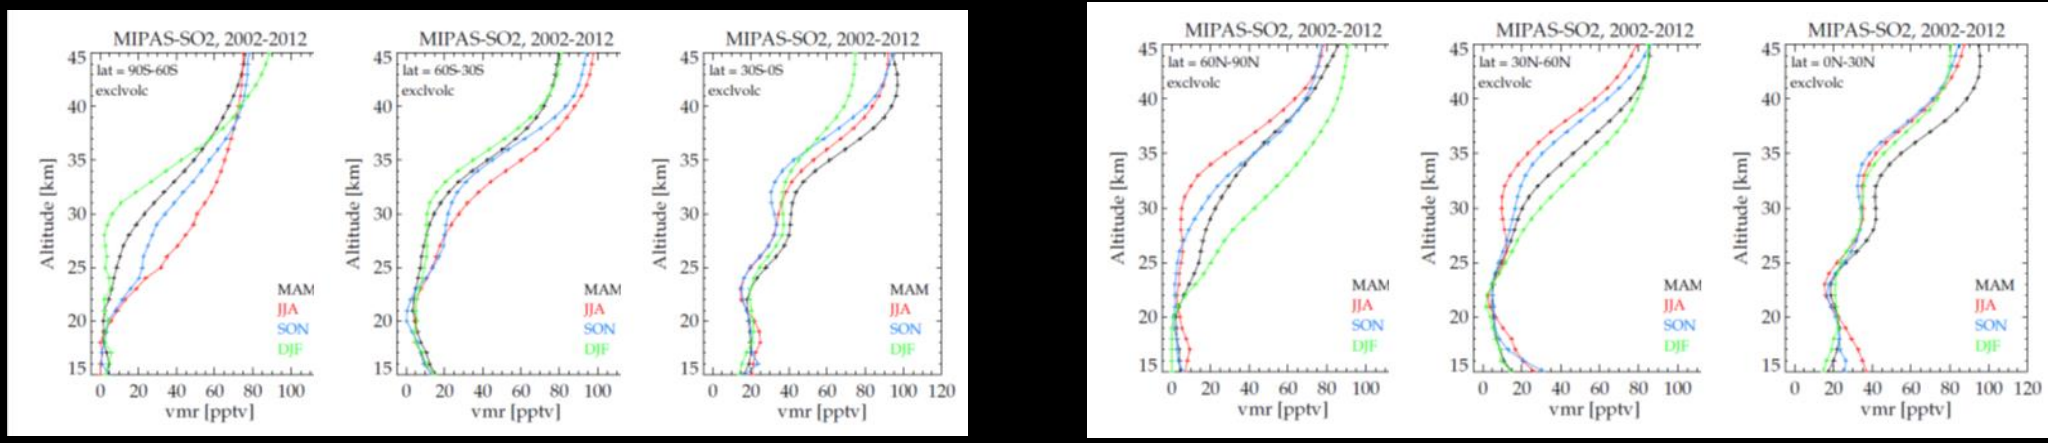 MIPAS-SO2, 2002-2012
lat = 90S-60S
exclvolc
45
40
35
30
25
20
15
Altitude [km]
MAM
JJA
SON
DJF
0 20 40 60 80 100
vmr [pptv]
MIPAS-SO2, 2002-2012
lat = 60S-30S
exclvolc
45
40
35
30
25
20
15
Altitude [km]
MAM
JJA
SON
DJF
0 20 40 60 80 100
vmr [pptv]
MIPAS-SO2, 2002-2012
lat = 30S-0S
exclvolc
45
40
35
30
25
20
15
Altitude [km]
MAM
JJA
SON
DJF
0 20 40 60 80 100 120
vmr [pptv]
MIPAS-SO2, 2002-2012
lat = 60N-90N
exclvolc
45
40
35
30
25
20
15
Altitude [km]
MAM
JJA
SON
DJF
0 20 40 60 80 100
vmr [pptv]
MIPAS-SO2, 2002-2012
lat = 30N-60N
exclvolc
45
40
35
30
25
20
15
Altitude [km]
MAM
JJA
SON
DJF
0 20 40 60 80 100
vmr [pptv]
MIPAS-SO2, 2002-2012
lat = 0N-30N
exclvolc
45
40
35
30
25
20
15
Altitude [km]
MAM
JJA
SON
DJF
0 20 40 60 80 100 120
vmr [pptv]